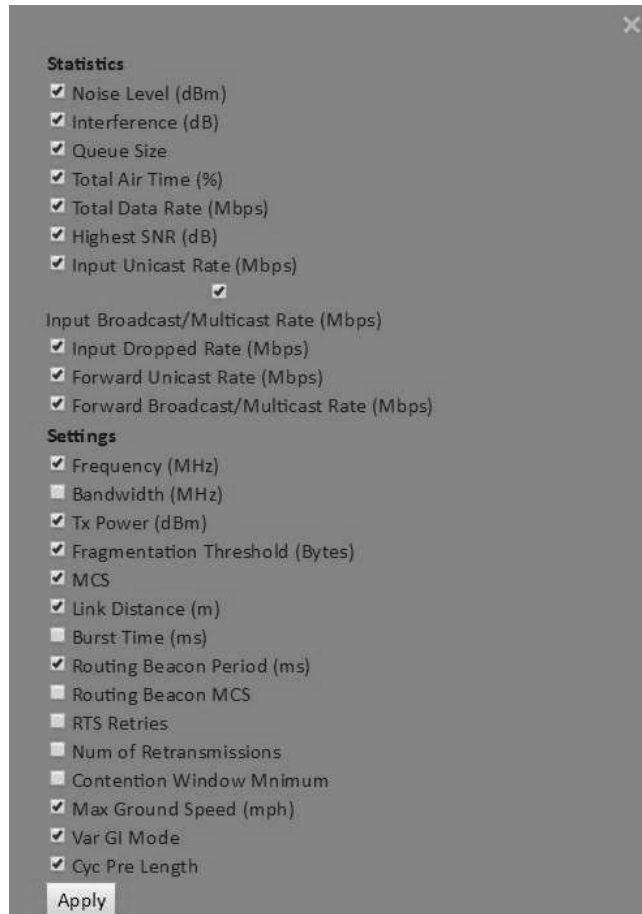 Statistics
Noise Level (dBm)
Interference (dB)
Queue Size
Total Air Time (%)
Total Data Rate (Mbps)
Highest SNR (dB)
Input Unicast Rate (Mbps)
Input Broadcast/Multicast Rate (Mbps)
Input Dropped Rate (Mbps)
Forward Unicast Rate (Mbps)
Forward Broadcast/Multicast Rate (Mbps)
Settings
Frequency (MHz)
Bandwidth (MHz)
Tx Power (dBm)
Fragmentation Threshold (Bytes)
MCS
Link Distance (m)
Burst Time (ms)
Routing Beacon Period (ms)
Routing Beacon MCS
RTS Retries
Num of Retransmissions
Contention Window Mnimum
Max Ground Speed (mph)
Var GI Mode
Cyc Pre Length
Apply